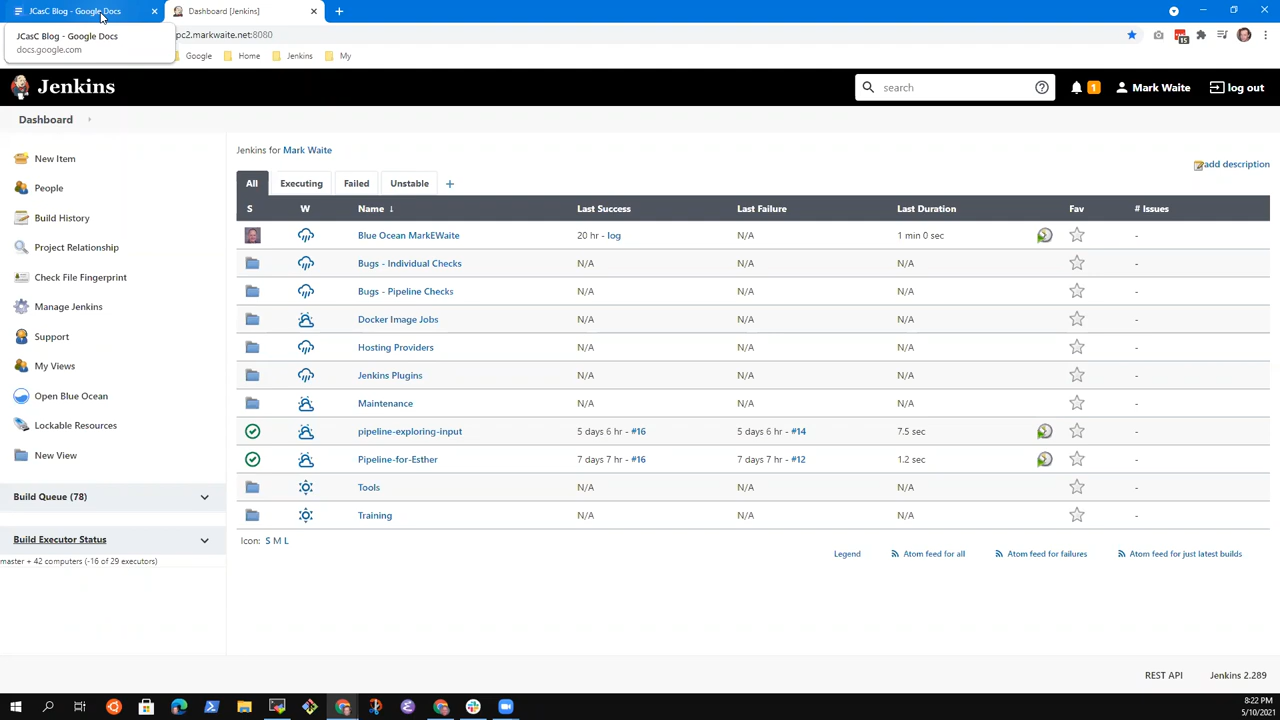 JCasC Blog - Google Docs
Dashboard [Jenkins]
JCasC Blog - Google Docs
docs.google.com
pc2.markwaite.net:8080
15
Google
Home
Jenkins
My
Jenkins
search
1
Mark Waite
log out
Dashboard
New Item
People
Build History
Project Relationship
Check File Fingerprint
Manage Jenkins
Support
My Views
Open Blue Ocean
Lockable Resources
New View
Build Queue (78)
Build Executor Status
master + 42 computers (-16 of 29 executors)
Jenkins for Mark Waite
add description
All Executing Failed Unstable +
S W Name ↓ Last Success Last Failure Last Duration Fav # Issues
Blue Ocean MarkEWaite 20 hr - log N/A 1 min 0 sec -
Bugs - Individual Checks N/A N/A N/A -
Bugs - Pipeline Checks N/A N/A N/A -
Docker Image Jobs N/A N/A N/A -
Hosting Providers N/A N/A N/A -
Jenkins Plugins N/A N/A N/A -
Maintenance N/A N/A N/A -
pipeline-exploring-input 5 days 6 hr - #16 5 days 6 hr - #14 7.5 sec -
Pipeline-for-Esther 7 days 7 hr - #16 7 days 7 hr - #12 1.2 sec -
Tools N/A N/A N/A -
Training N/A N/A N/A -
Icon: S M L
Legend Atom feed for all Atom feed for failures Atom feed for just latest builds
REST API Jenkins 2.289
8:22 PM
5/10/2021